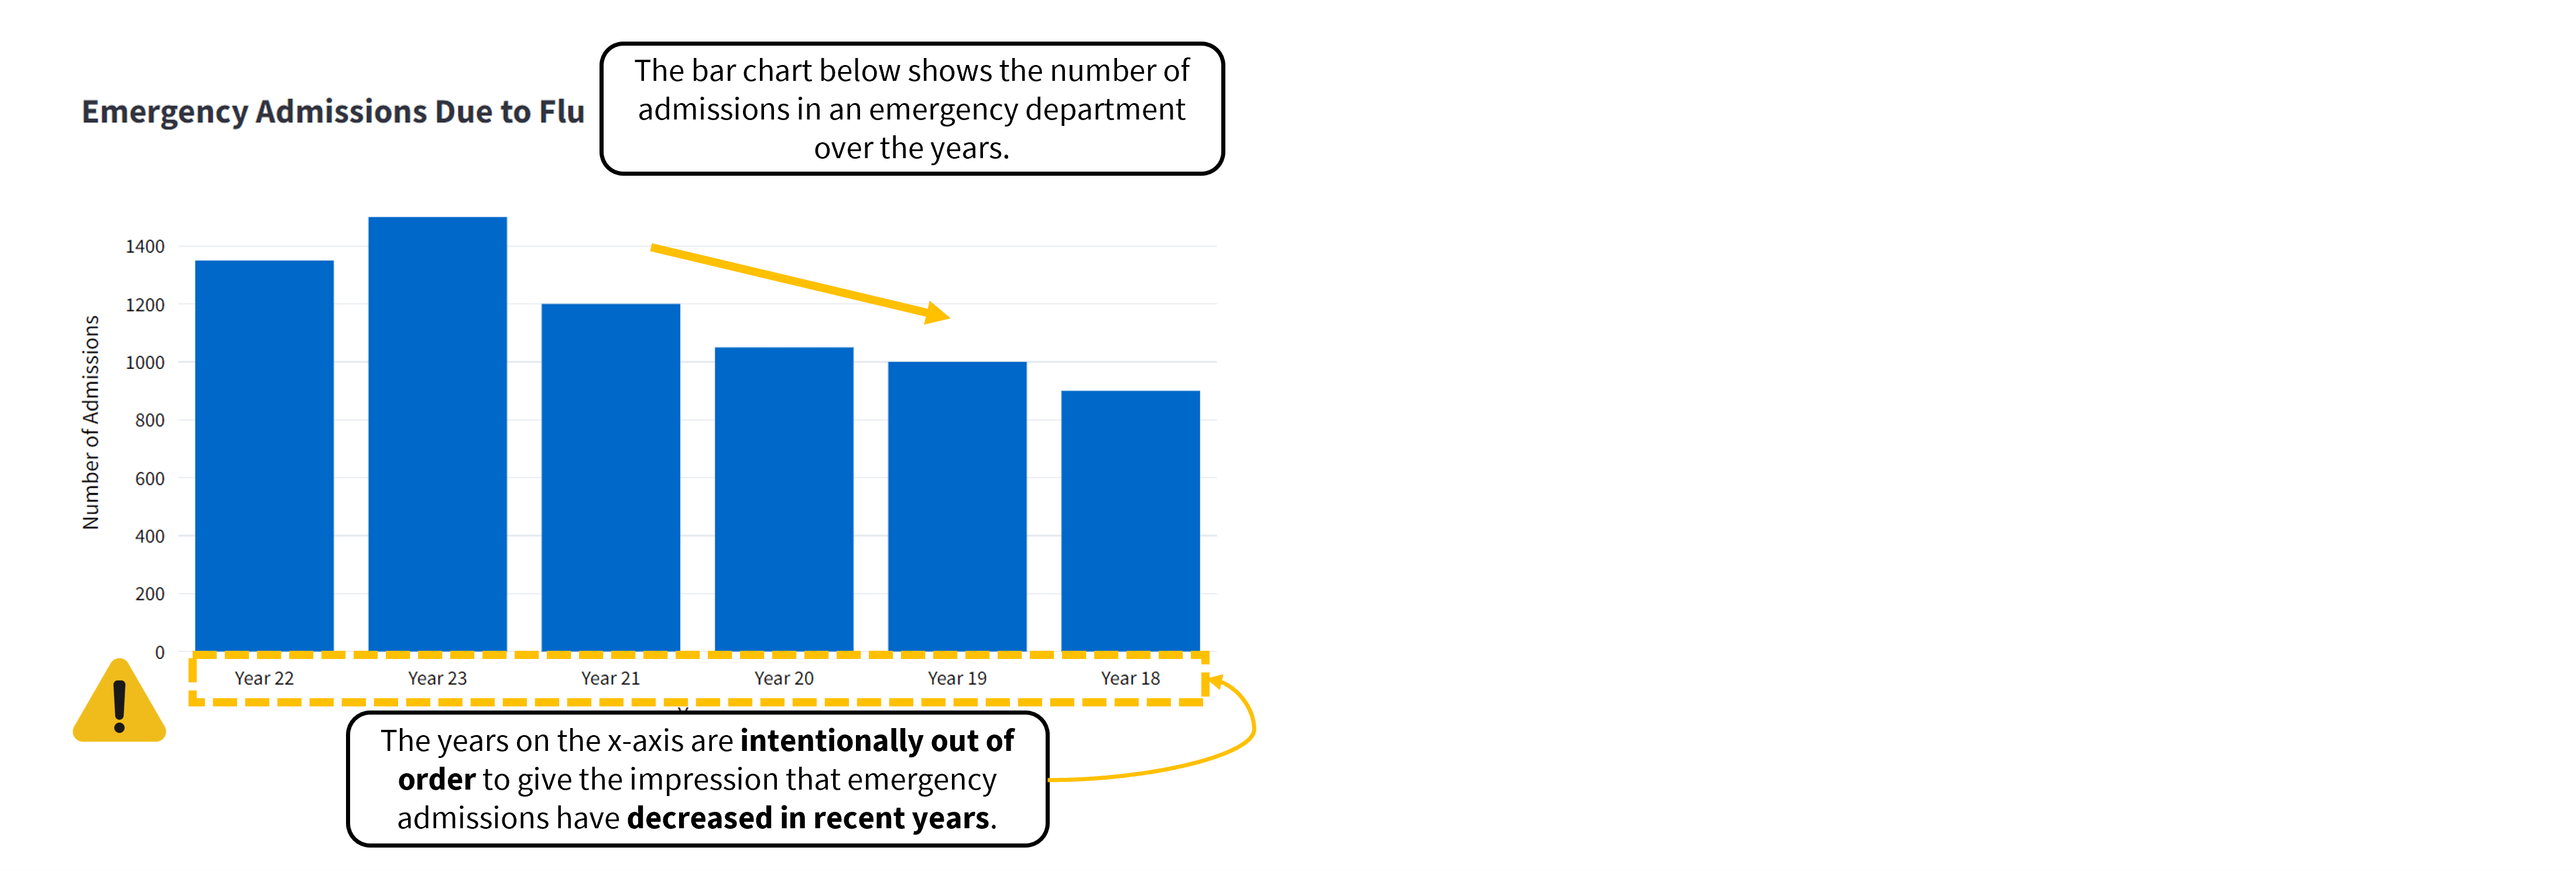 Emergency Admissions Due to Flu
The bar chart below shows the number of
admissions in an emergency department
over the years.
Number of Admissions
1400
1200
1000
800
600
400
200
0
Year 22
Year 23
Year 21
Year 20
Year 19
Year 18
The years on the x-axis are intentionally out of
order to give the impression that emergency
admissions have decreased in recent years.